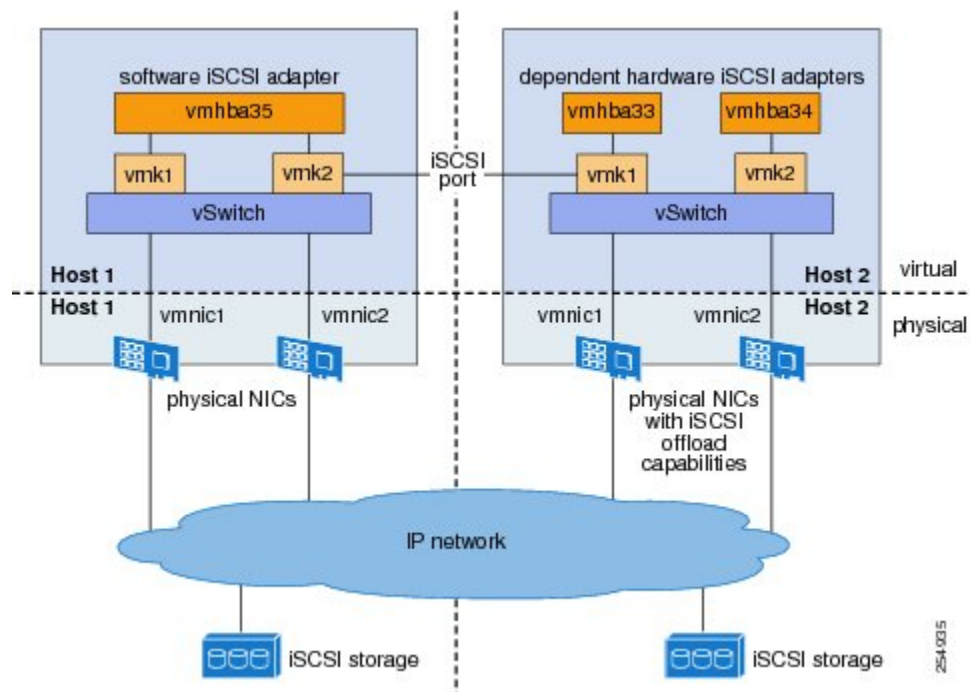 software iSCSI adapter
vmhba35
vmk1
vmk2
vSwitch
Host 1
Host 1
vmnic1
vmnic2
physical NICs
iSCSI
port
dependent hardware iSCSI adapters
vmhba33
vmhba34
vmk1
vmk2
vSwitch
Host 2
virtual
Host 2
physical
vmnic1
vmnic2
physical NICs
with iSCSI
offload
capabilities
IP network
iSCSI storage
iSCSI storage
254935